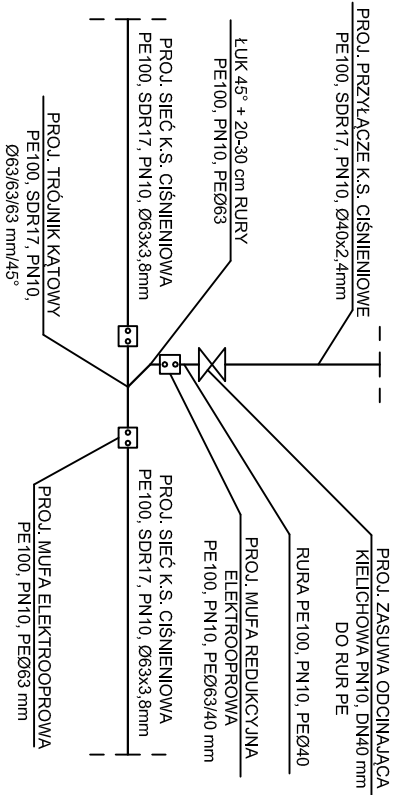 PROJ. PRZYŁĄCZE K.S. CIŚNIENIOWE
PE100, SDR17, PN10, Ø40x2,4mm
ŁUK 45° + 20-30 cm RURY
PE100, PN10, PEØ63
PROJ. SIEĆ K.S. CIŚNIENIOWA
PE100, SDR17, PN10, Ø63x3,8mm
PROJ. TRÓJNIK KĄTOWY
PE100, SDR17, PN10,
Ø63/63/63 mm/45°
PROJ. ZASUWA ODCINAJĄCA
KIELICHOWA PN10, DN40 mm
DO RUR PE
RURA PE100, PN10, PEØ40
PROJ. MUFA REDUKCYJNA
ELEKTROOPROWA
PE100, PN10, PEØ63/40 mm
PROJ. SIEĆ K.S. CIŚNIENIOWA
PE100, SDR17, PN10, Ø63x3,8mm
PROJ. MUFA ELEKTROOPROWA
PE100, PN10, PEØ63 mm